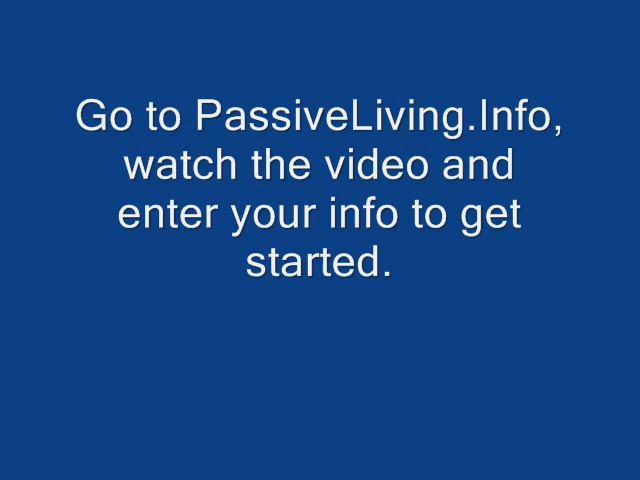 Go to PassiveLiving.Info,
watch the video and
enter your info to get
started.